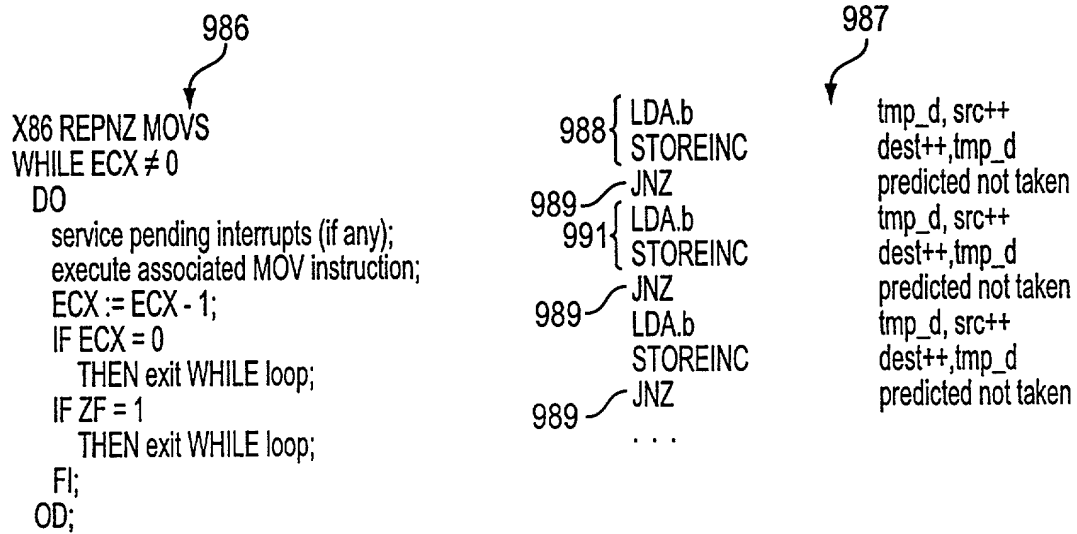 986
X86 REPNZ MOVS
WHILE ECX ≠ 0
DO
service pending interrupts (if any);
execute associated MOV instruction;
ECX := ECX - 1;
IF ECX = 0
THEN exit WHILE loop;
IF ZF = 1
THEN exit WHILE loop;
FI;
OD;
987
988 LDA.b tmp_d, src++
STOREINC dest++,tmp_d
989 JNZ predicted not taken
991 LDA.b tmp_d, src++
STOREINC dest++,tmp_d
989 JNZ predicted not taken
LDA.b tmp_d, src++
STOREINC dest++,tmp_d
989 JNZ predicted not taken
. . .